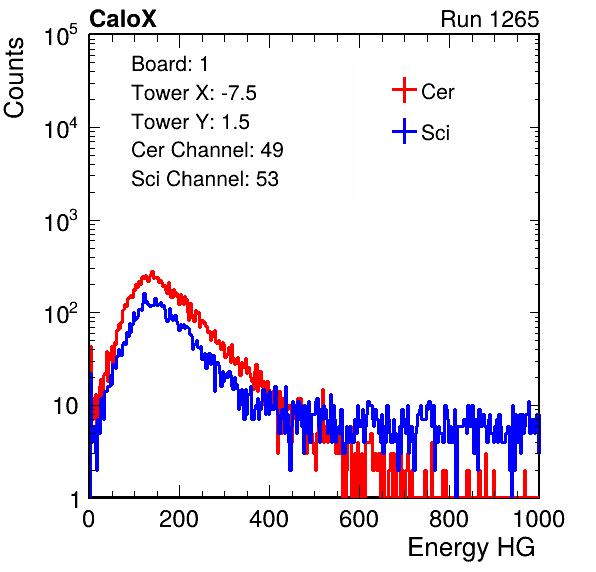 CaloX Run 1265
Counts
Board: 1
Tower X: -7.5
Tower Y: 1.5
Cer Channel: 49
Sci Channel: 53
Cer
Sci
10^5
10^4
10^3
10^2
10
1
0 200 400 600 800 1000
Energy HG